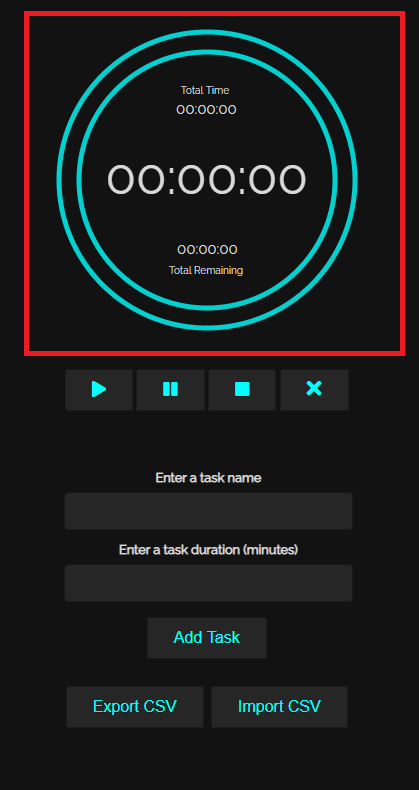 Total Time
00:00:00
00:00:00
00:00:00
Total Remaining
Enter a task name
Enter a task duration (minutes)
Add Task
Export CSV
Import CSV